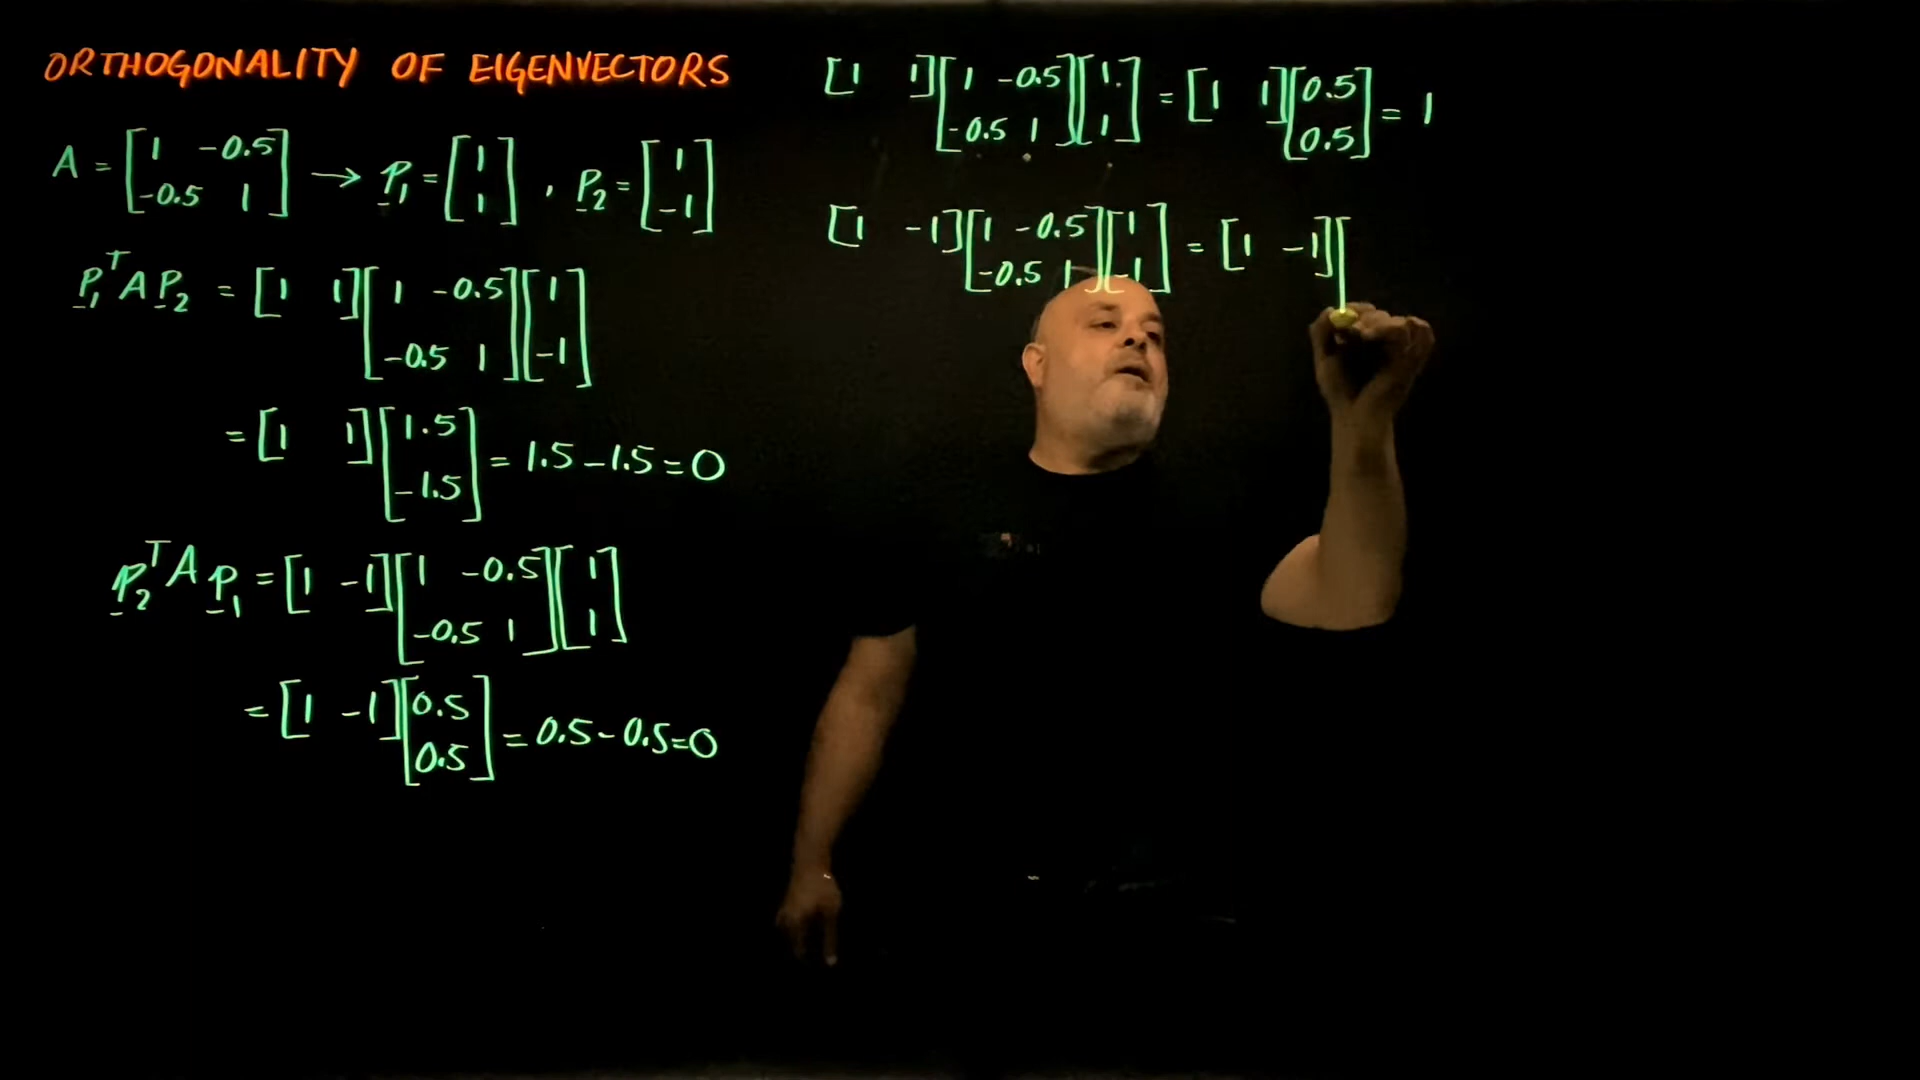 ORTHOGONALITY OF EIGENVECTORS
A = [1 -0.5; -0.5 1] → p₁ = [1; 1], p₂ = [1; -1]
p₁ᵀ A p₂ = [1 1][1 -0.5; -0.5 1][1; -1]
= [1 1][1.5; -1.5] = 1.5 - 1.5 = 0
p₂ᵀ A p₁ = [1 -1][1 -0.5; -0.5 1][1; 1]
= [1 -1][0.5; 0.5] = 0.5 - 0.5 = 0
[1 1][1 -0.5; -0.5 1][1; 1] = [1 1][0.5; 0.5] = 1
[1 -1][1 -0.5; -0.5 1][1; -1] = [1 -1][